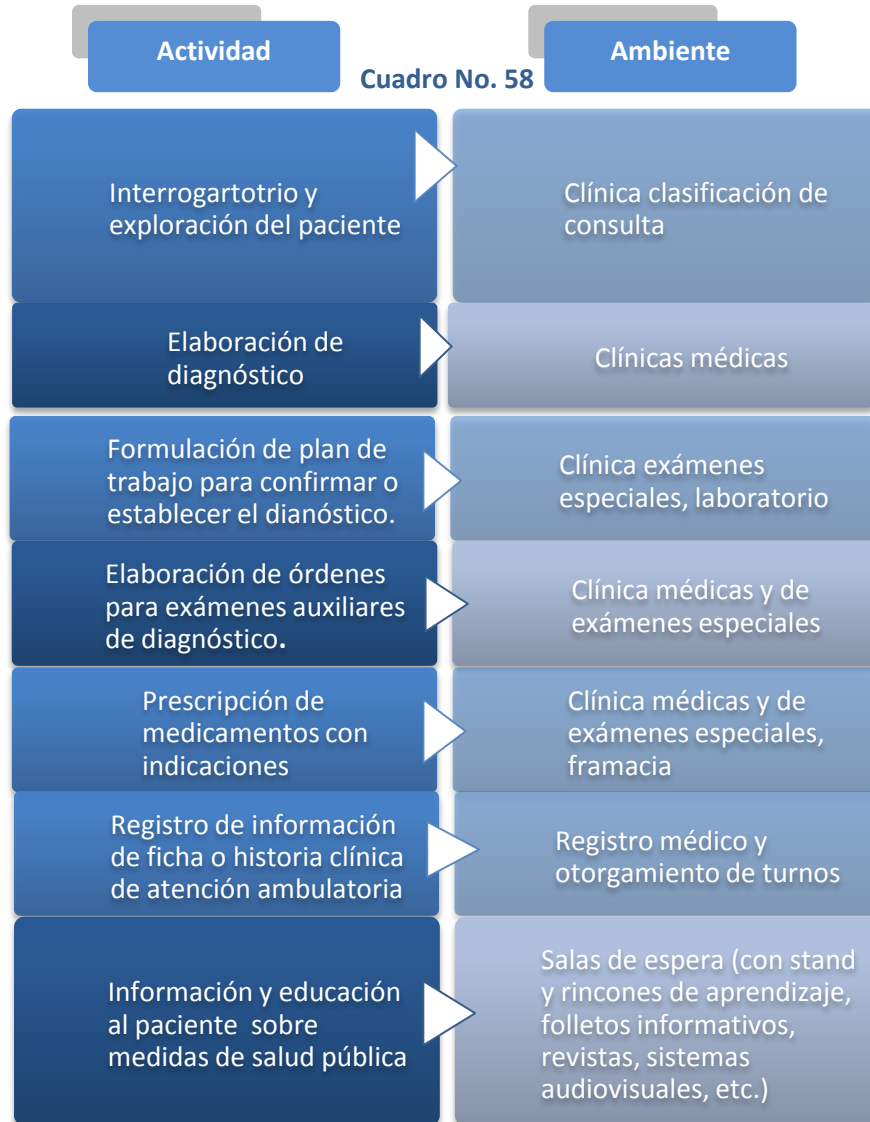 Actividad
Ambiente
Cuadro No. 58
Interrogartotrio y
exploración del paciente
Clínica clasificación de
consulta
Elaboración de
diagnóstico
Clínicas médicas
Formulación de plan de
trabajo para confirmar o
establecer el dianóstico.
Clínica exámenes
especiales, laboratorio
Elaboración de órdenes
para exámenes auxiliares
de diagnóstico.
Clínica médicas y de
exámenes especiales
Prescripción de
medicamentos con
indicaciones
Clínica médicas y de
exámenes especiales,
framacia
Registro de información
de ficha o historia clínica
de atención ambulatoria
Registro médico y
otorgamiento de turnos
Información y educación
al paciente sobre
medidas de salud pública
Salas de espera (con stand
y rincones de aprendizaje,
folletos informativos,
revistas, sistemas
audiovisuales, etc.)